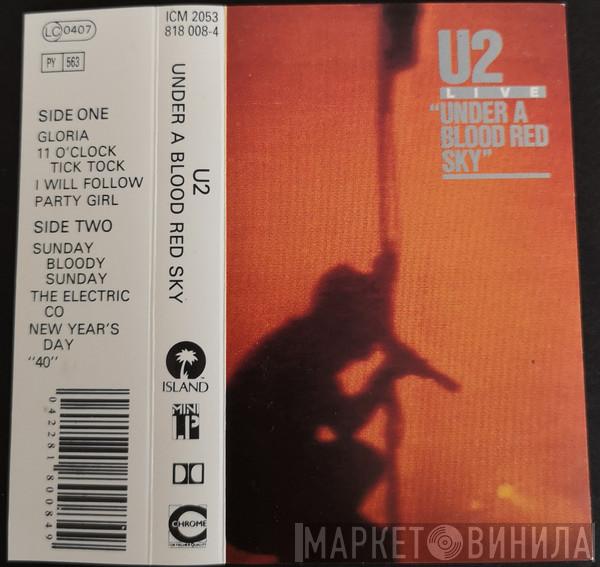 LC 0407
PY 563
SIDE ONE
GLORIA
11 O'CLOCK
TICK TOCK
I WILL FOLLOW
PARTY GIRL
SIDE TWO
SUNDAY
BLOODY
SUNDAY
THE ELECTRIC
CO
NEW YEAR'S
DAY
"40"
042281 800849
ICM 2053
818 008-4
U2
UNDER A BLOOD RED SKY
ISLAND
MINI
LP
CHROME
U2
LIVE
"UNDER A
BLOOD RED
SKY"
МАРКЕТ ВИНИЛА